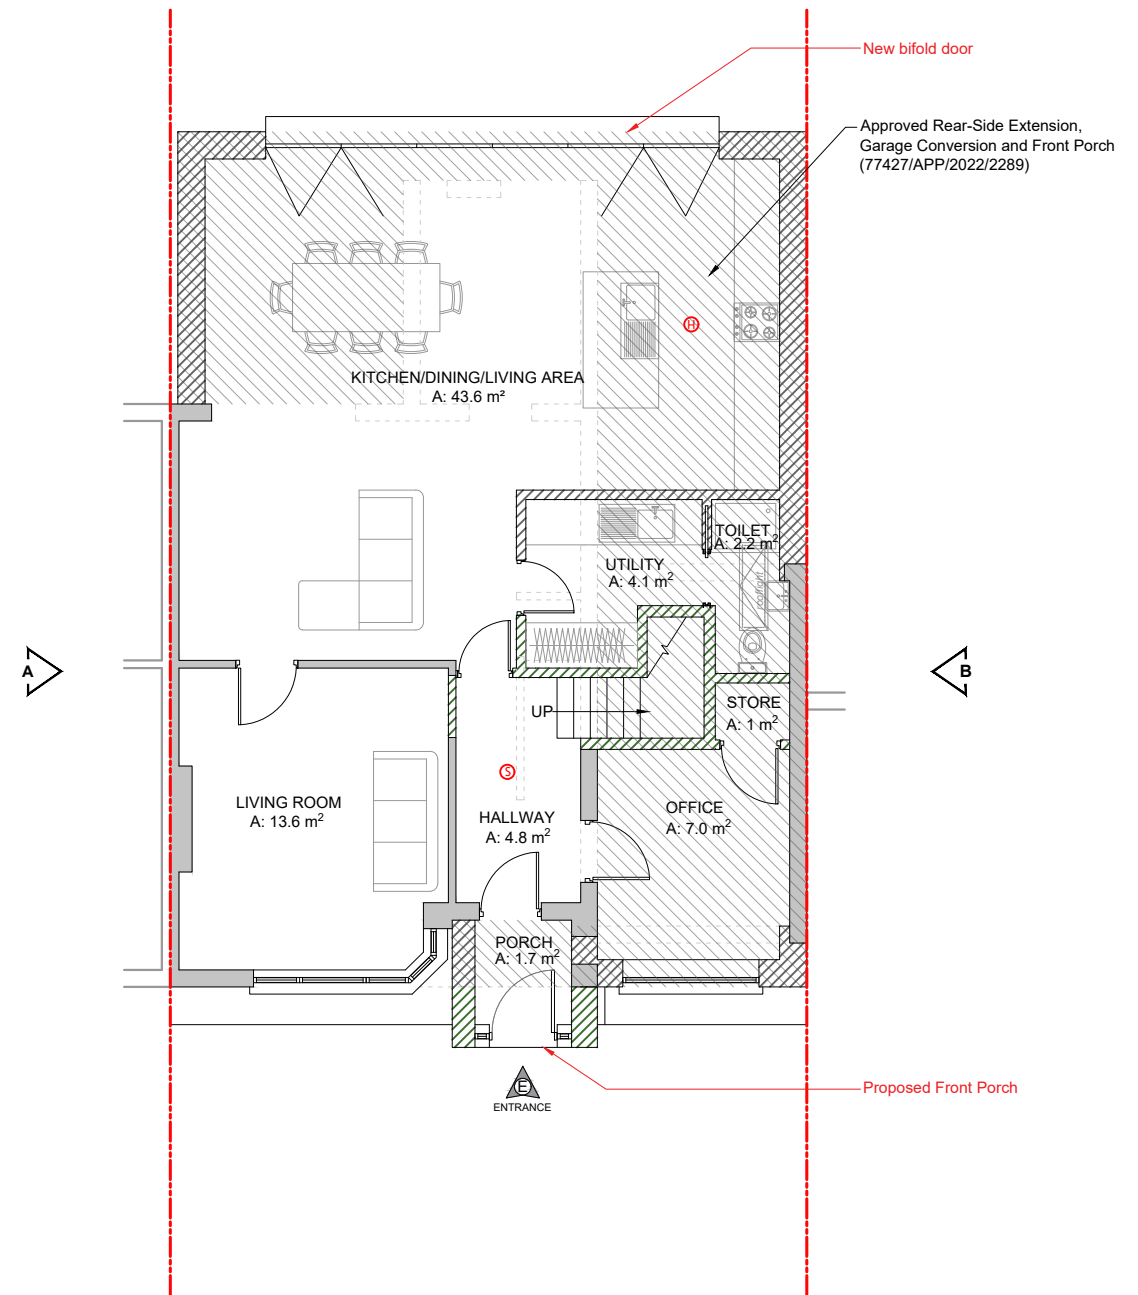 New bifold door
Approved Rear-Side Extension,
Garage Conversion and Front Porch
(77427/APP/2022/2289)
H
KITCHEN/DINING/LIVING AREA
A: 43.6 m²
TOILET
A: 2.2 m²
UTILITY
A: 4.1 m²
rooflight
A
B
STORE
A: 1 m²
UP
S
LIVING ROOM
A: 13.6 m²
HALLWAY
A: 4.8 m²
OFFICE
A: 7.0 m²
PORCH
A: 1.7 m²
E
ENTRANCE
Proposed Front Porch